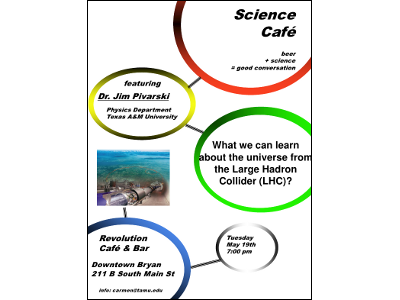 Science
Café
beer
+ science
= good conversation
featuring
Dr. Jim Pivarski
Physics Department
Texas A&M University
What we can learn
about the universe from
the Large Hadron
Collider (LHC)?
Revolution
Café & Bar
Downtown Bryan
211 B South Main St
info: carmen@tamu.edu
Tuesday
May 19th
7:00 pm